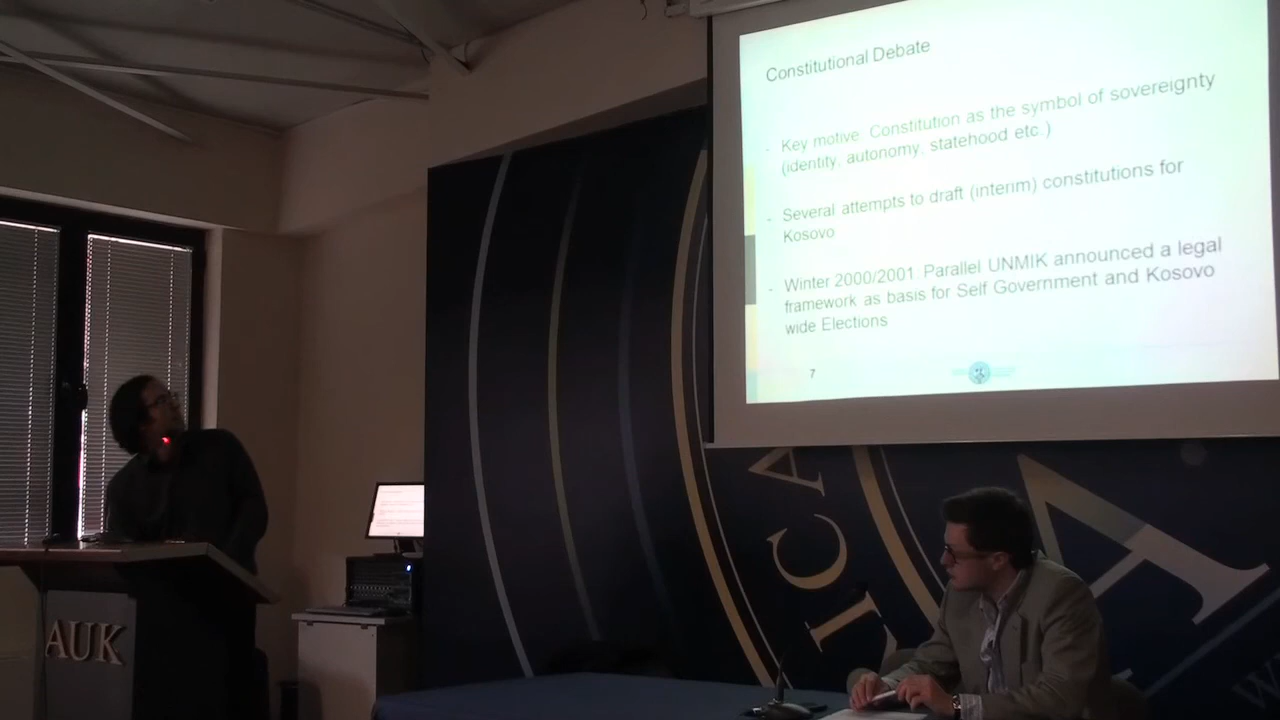 Constitutional Debate
- Key motive: Constitution as the symbol of sovereignty
(identity, autonomy, statehood etc.)
- Several attempts to draft (interim) constitutions for
Kosovo
- Winter 2000/2001: Parallel UNMIK announced a legal
framework as basis for Self Government and Kosovo
wide Elections
7
AUK
ICA